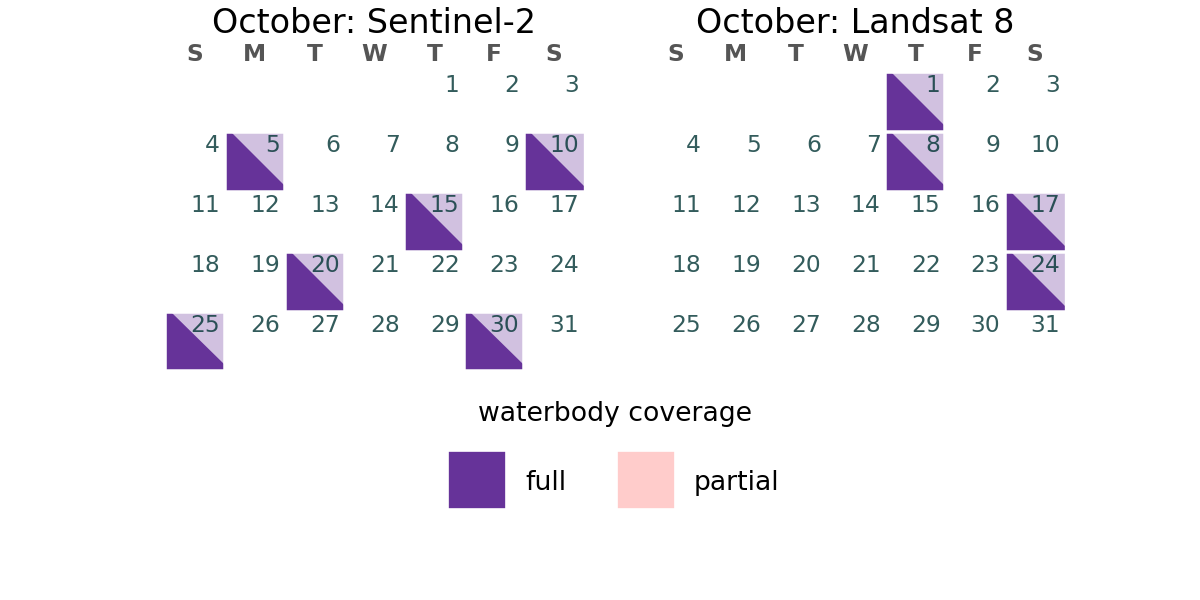 October: Sentinel-2
S M T W T F S
1 2 3
4 5 6 7 8 9 10
11 12 13 14 15 16 17
18 19 20 21 22 23 24
25 26 27 28 29 30 31
October: Landsat 8
S M T W T F S
1 2 3
4 5 6 7 8 9 10
11 12 13 14 15 16 17
18 19 20 21 22 23 24
25 26 27 28 29 30 31
waterbody coverage
full partial